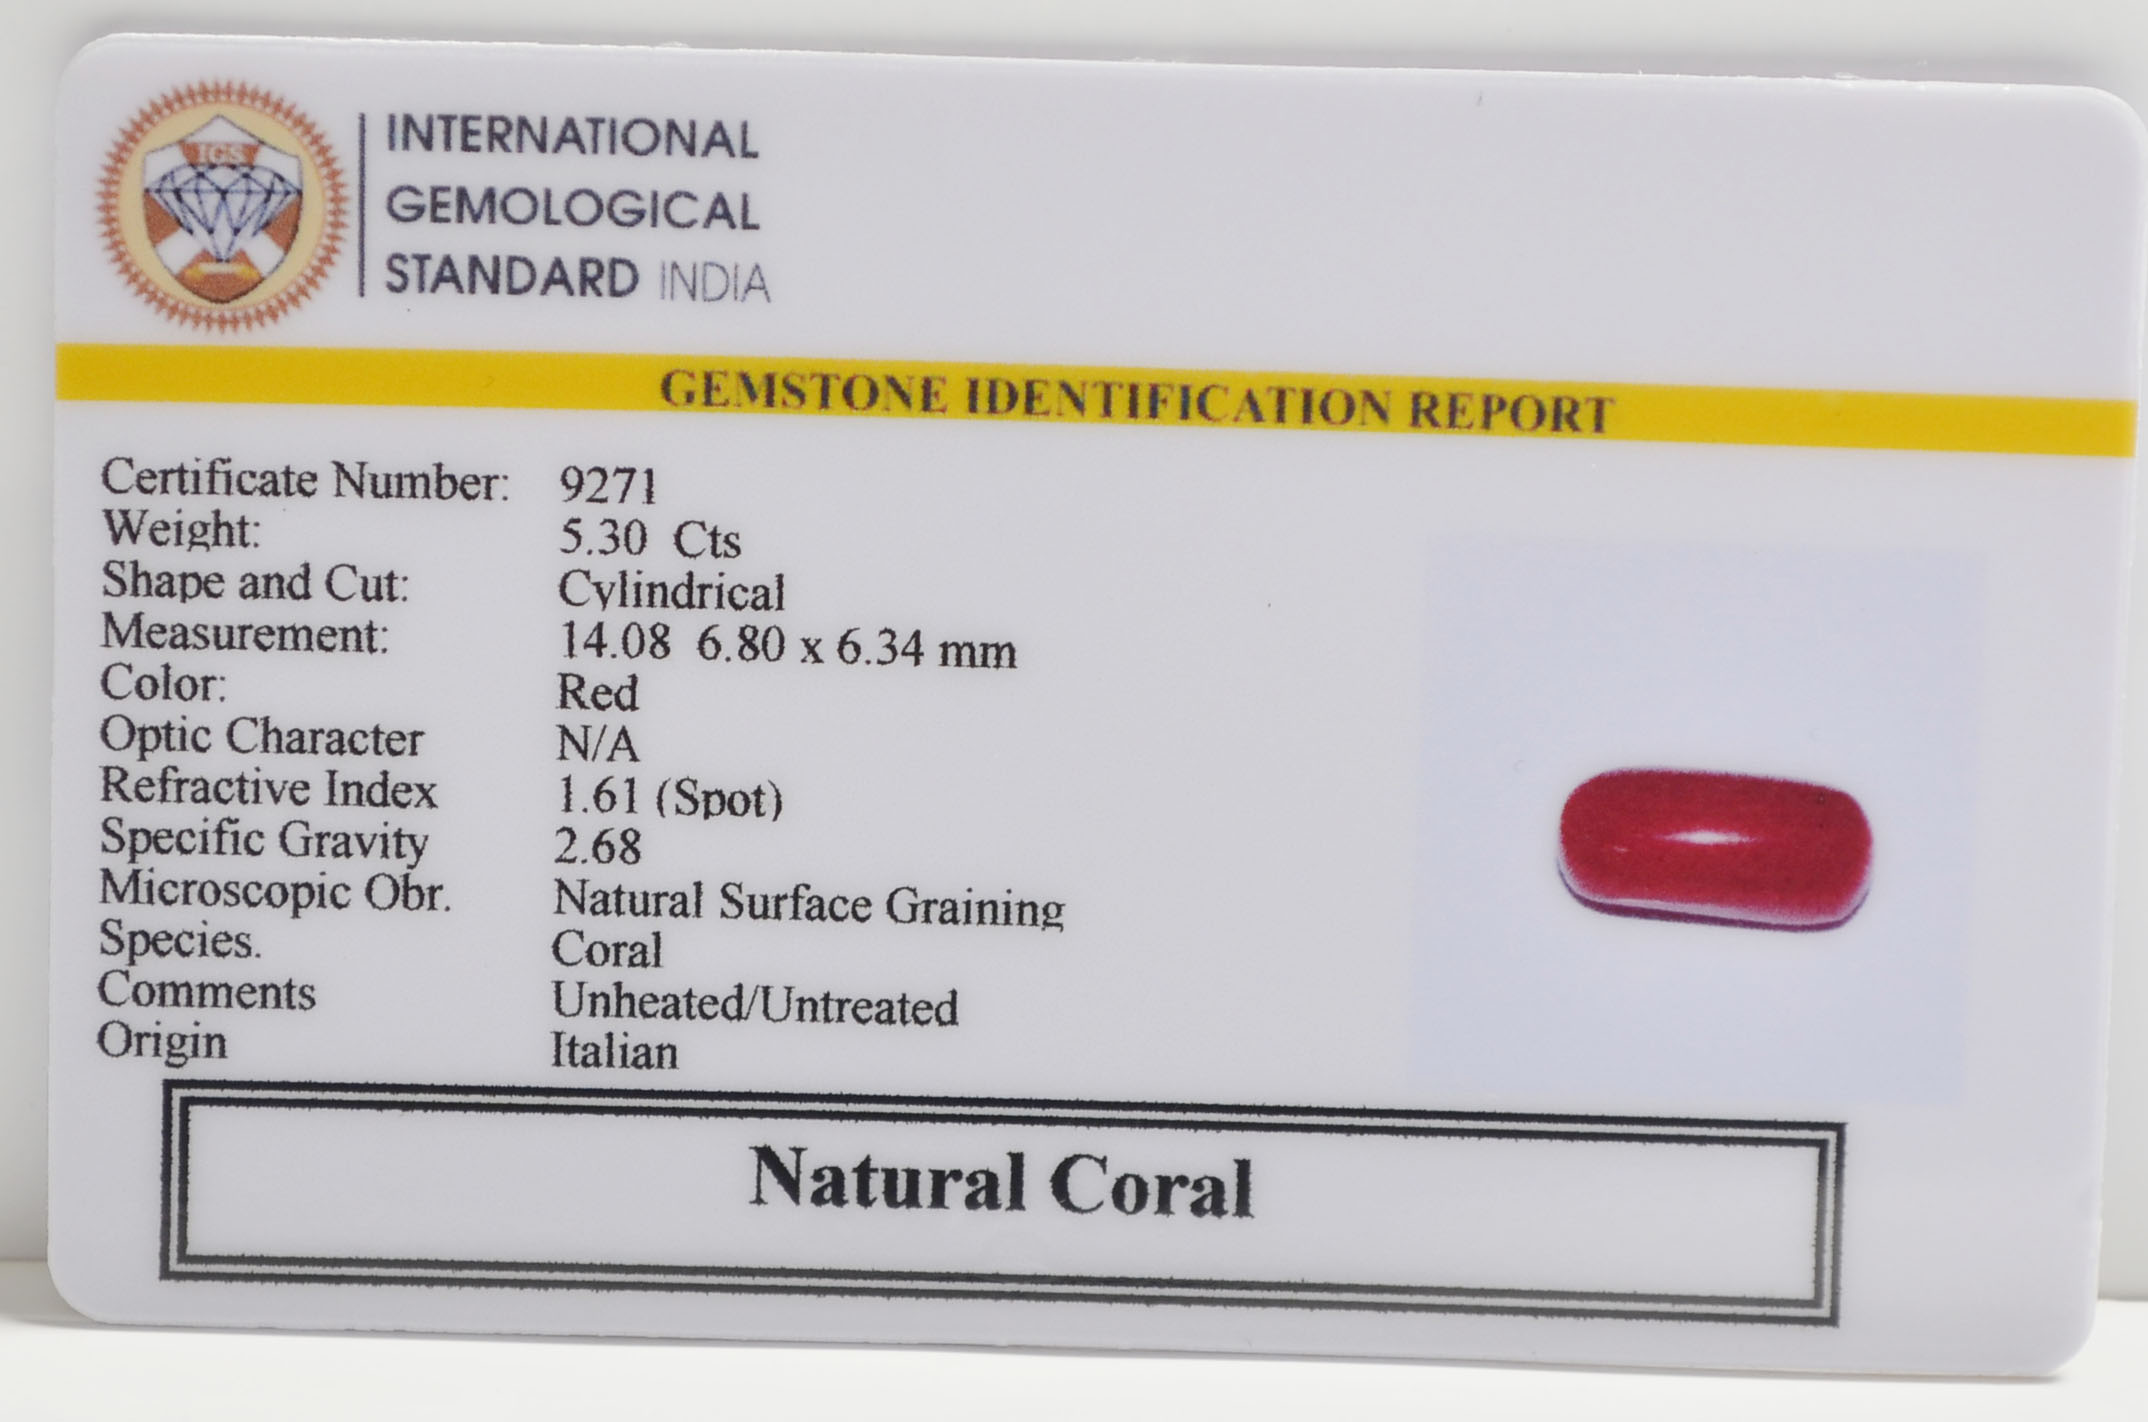 IGS
INTERNATIONAL
GEMOLOGICAL
STANDARD INDIA
GEMSTONE IDENTIFICATION REPORT
Certificate Number: 9271
Weight: 5.30 Cts
Shape and Cut: Cylindrical
Measurement: 14.08 6.80 x 6.34 mm
Color: Red
Optic Character N/A
Refractive Index 1.61 (Spot)
Specific Gravity 2.68
Microscopic Obr. Natural Surface Graining
Species. Coral
Comments Unheated/Untreated
Origin Italian
Natural Coral